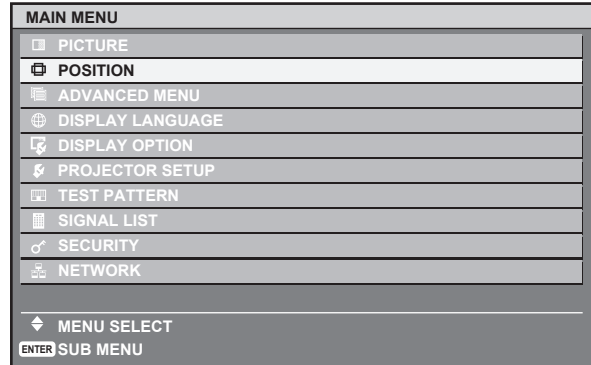 MAIN MENU
PICTURE
POSITION
ADVANCED MENU
DISPLAY LANGUAGE
DISPLAY OPTION
PROJECTOR SETUP
TEST PATTERN
SIGNAL LIST
SECURITY
NETWORK
MENU SELECT
ENTER SUB MENU